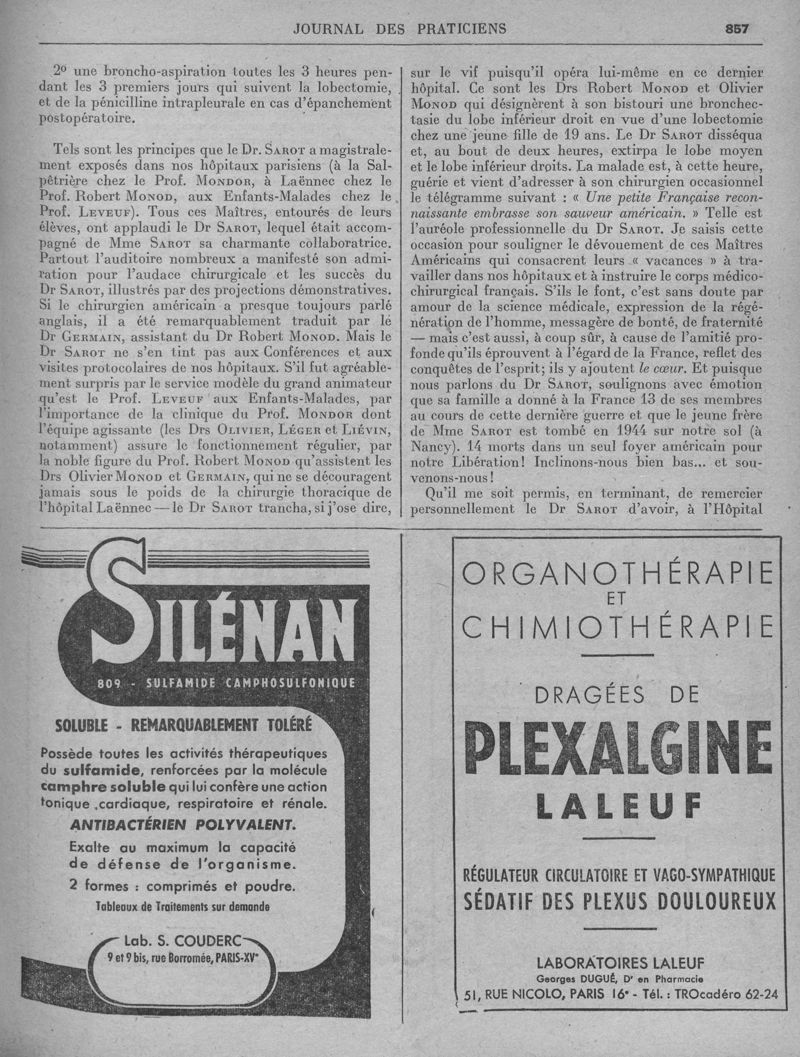 JOURNAL DES PRATICIENS 857
2º une broncho-aspiration toutes les 3 heures pen-
dant les 3 premiers jours qui suivent la lobectomie,
et de la pénicilline intrapleurale en cas d'épanchement
postopératoire.
Tels sont les principes que le Dr. SAROT a magistrale-
ment exposés dans nos hôpitaux parisiens (à la Sal-
pêtrière chez le Prof. MONDOR, à Laënnec chez le
Prof. Robert MONOD, aux Enfants-Malades chez le
Prof. LEVEUF). Tous ces Maîtres, entourés de leurs
élèves, ont applaudi le Dr SAROT, lequel était accom-
pagné de Mme SAROT sa charmante collaboratrice.
Partout l'auditoire nombreux a manifesté son admi-
ration pour l'audace chirurgicale et les succès du
Dr SAROT, illustrés par des projections démonstratives.
Si le chirurgien américain a presque toujours parlé
anglais, il a été remarquablement traduit par le
Dr GERMAIN, assistant du Dr Robert MONOD. Mais le
Dr SAROT ne s'en tint pas aux Conférences et aux
visites protocolaires de nos hôpitaux. S'il fut agréable-
ment surpris par le service modèle du grand animateur
qu'est le Prof. LEVEUF aux Enfants-Malades, par
l'importance de la clinique du Prof. MONDOR dont
l'équipe agissante (les Drs OLIVIER, LÉGER et LIÉVIN,
notamment) assure le fonctionnement régulier, par
la noble figure du Prof. Robert MONOD qu'assistent les
Drs Olivier MONOD et GERMAIN, qui ne se découragent
jamais sous le poids de la chirurgie thoracique de
l'hôpital Laënnec — le Dr SAROT trancha, si j'ose dire,
sur le vif puisqu'il opéra lui-même en ce dernier
hôpital. Ce sont les Drs Robert MONOD et Olivier
MONOD qui désignèrent à son bistouri une bronchec-
tasie du lobe inférieur droit en vue d'une lobectomie
chez une jeune fille de 19 ans. Le Dr SAROT disséqua
et, au bout de deux heures, extirpa le lobe moyen
et le lobe inférieur droits. La malade est, à cette heure,
guérie et vient d'adresser à son chirurgien occasionnel
le télégramme suivant : « Une petite Française recon-
naissante embrasse son sauveur américain. » Telle est
l'auréole professionnelle du Dr SAROT. Je saisis cette
occasion pour souligner le dévouement de ces Maîtres
Américains qui consacrent leurs « vacances » à tra-
vailler dans nos hôpitaux et à instruire le corps médico-
chirurgical français. S'ils le font, c'est sans doute par
amour de la science médicale, expression de la régé-
nération de l'homme, messagère de bonté, de fraternité
— mais c'est aussi, à coup sûr, à cause de l'amitié pro-
fonde qu'ils éprouvent à l'égard de la France, reflet des
conquêtes de l'esprit; ils y ajoutent le cœur. Et puisque
nous parlons du Dr SAROT, soulignons avec émotion
que sa famille a donné à la France 13 de ses membres
au cours de cette dernière guerre et que le jeune frère
de Mme SAROT est tombé en 1944 sur notre sol (à
Nancy). 14 morts dans un seul foyer américain pour
notre Libération! Inclinons-nous bien bas... et sou-
venons-nous!
Qu'il me soit permis, en terminant, de remercier
personnellement le Dr SAROT d'avoir, à l'Hôpital
SILÉNAN
809 - SULFAMIDE CAMPHOSULFONIQUE
SOLUBLE - REMARQUABLEMENT TOLÉRÉ
Possède toutes les activités thérapeutiques
du sulfamide, renforcées par la molécule
camphre soluble qui lui confère une action
tonique cardiaque, respiratoire et rénale.
ANTIBACTÉRIEN POLYVALENT.
Exalte au maximum la capacité
de défense de l'organisme.
2 formes : comprimés et poudre.
Tableaux de Traitements sur demande
Lab. S. COUDERC
9 et 9 bis, rue Borromée, PARIS-XVe
ORGANOTHÉRAPIE
ET
CHIMIOTHÉRAPIE
DRAGÉES DE
PLEXALGINE
LALEUF
RÉGULATEUR CIRCULATOIRE ET VAGO-SYMPATHIQUE
SÉDATIF DES PLEXUS DOULOUREUX
LABORATOIRES LALEUF
Georges DUGUÉ, Dr en Pharmacie
51, RUE NICOLO, PARIS 16e - Tél. : TROcadéro 62-24